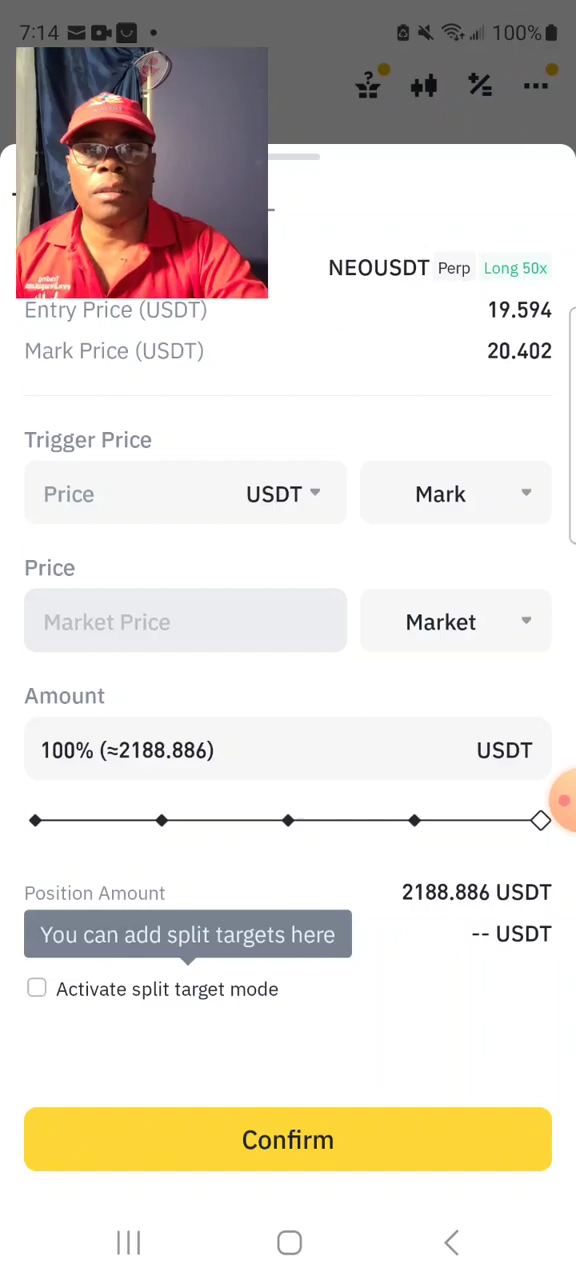 7:14
100%
NEOUSDT Perp Long 50x
Entry Price (USDT) 19.594
Mark Price (USDT) 20.402
Trigger Price
Price USDT Mark
Price
Market Price Market
Amount
100% (≈2188.886) USDT
Position Amount 2188.886 USDT
You can add split targets here -- USDT
Activate split target mode
Confirm